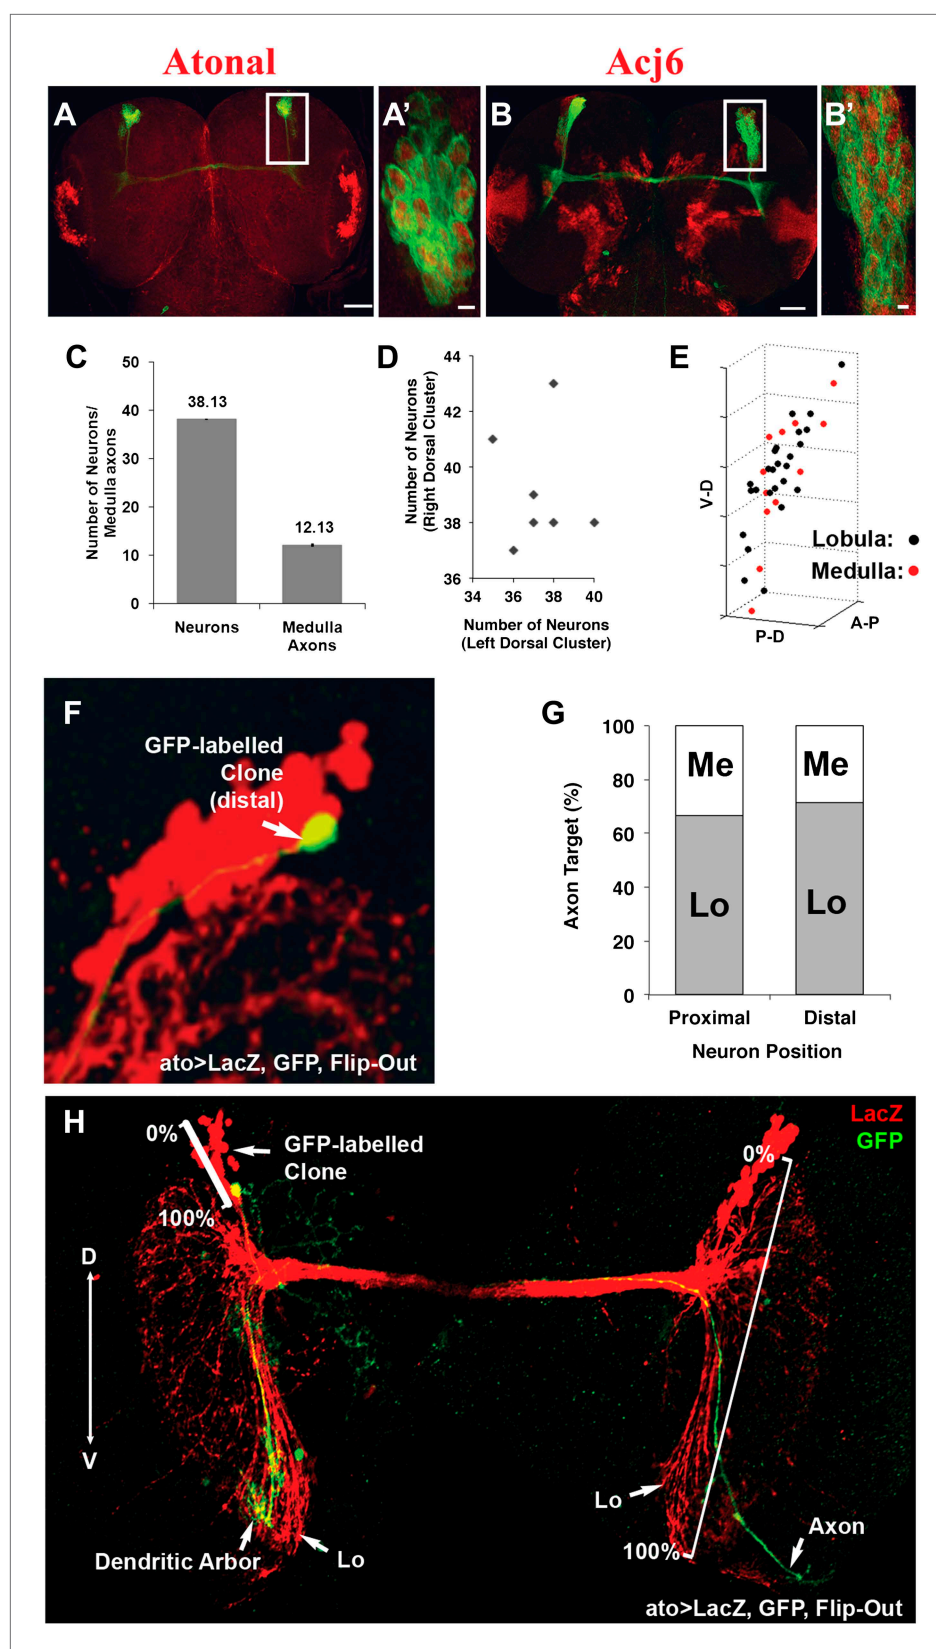 Atonal
Acj6
A
A'
B
B'
C
Number of Neurons/
Medulla axons
50
40
30
20
10
0
38.13
12.13
Neurons
Medulla
Axons
D
Number of Neurons
(Right Dorsal Cluster)
44
42
40
38
36
34
36
38
40
Number of Neurons
(Left Dorsal Cluster)
E
V-D
P-D
A-P
Lobula:
Medulla:
F
GFP-labelled
Clone
(distal)
ato>LacZ, GFP, Flip-Out
G
Axon Target (%)
100
80
60
40
20
0
Me
Me
Lo
Lo
Proximal
Distal
Neuron Position
H
LacZ
GFP
0%
GFP-labelled
Clone
100%
0%
D
V
Dendritic Arbor
Lo
Lo
100%
Axon
ato>LacZ, GFP, Flip-Out